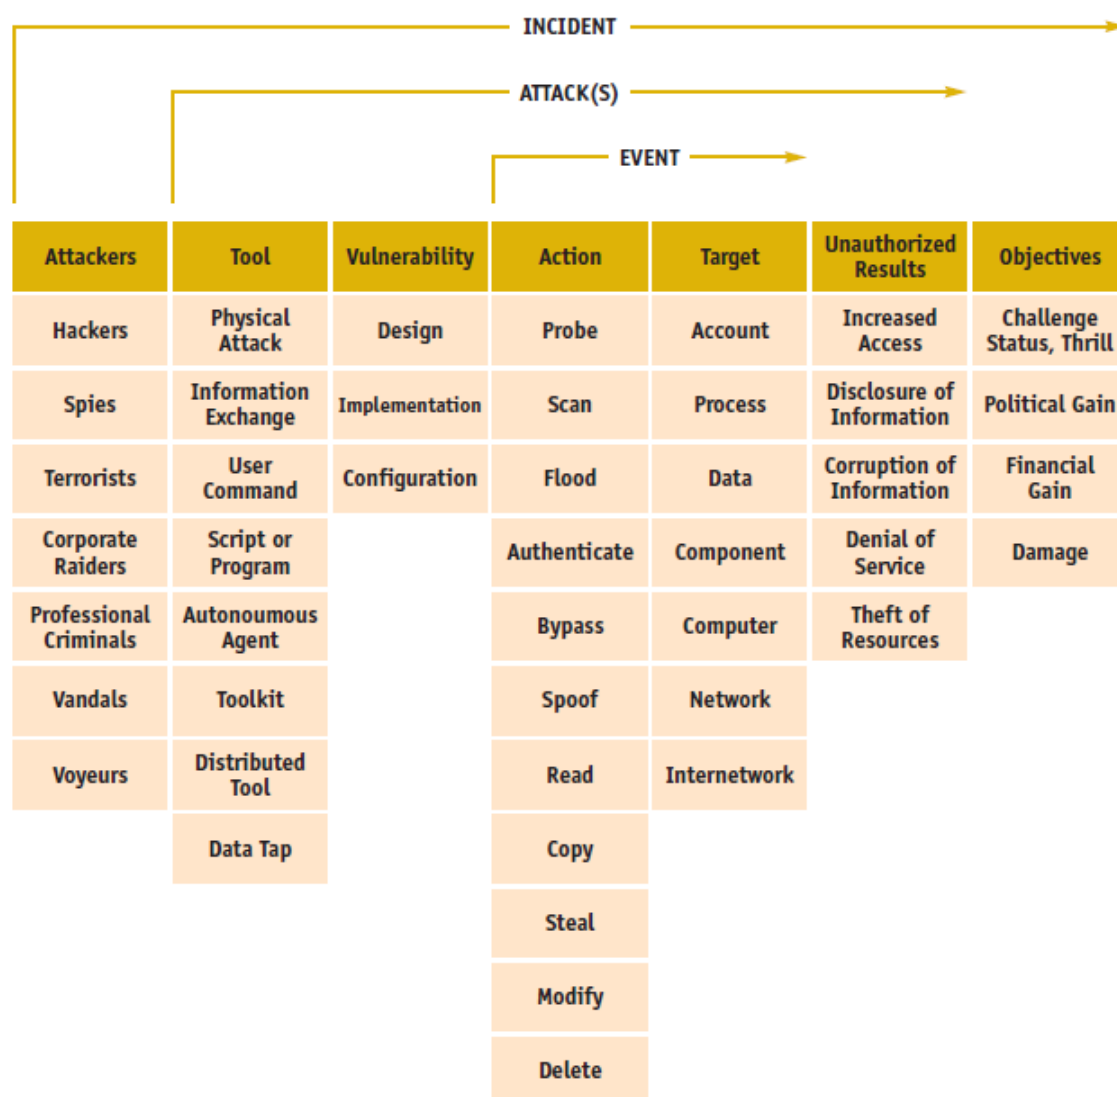 INCIDENT
ATTACK(S)
EVENT
Attackers
Tool
Vulnerability
Action
Target
Unauthorized
Results
Objectives
Hackers
Physical
Attack
Design
Probe
Account
Increased
Access
Challenge
Status, Thrill
Spies
Information
Exchange
Implementation
Scan
Process
Disclosure of
Information
Political Gain
Terrorists
User
Command
Configuration
Flood
Data
Corruption of
Information
Financial
Gain
Corporate
Raiders
Script or
Program
Authenticate
Component
Denial of
Service
Damage
Professional
Criminals
Autonoumous
Agent
Bypass
Computer
Theft of
Resources
Vandals
Toolkit
Spoof
Network
Voyeurs
Distributed
Tool
Read
Internetwork
Data Tap
Copy
Steal
Modify
Delete